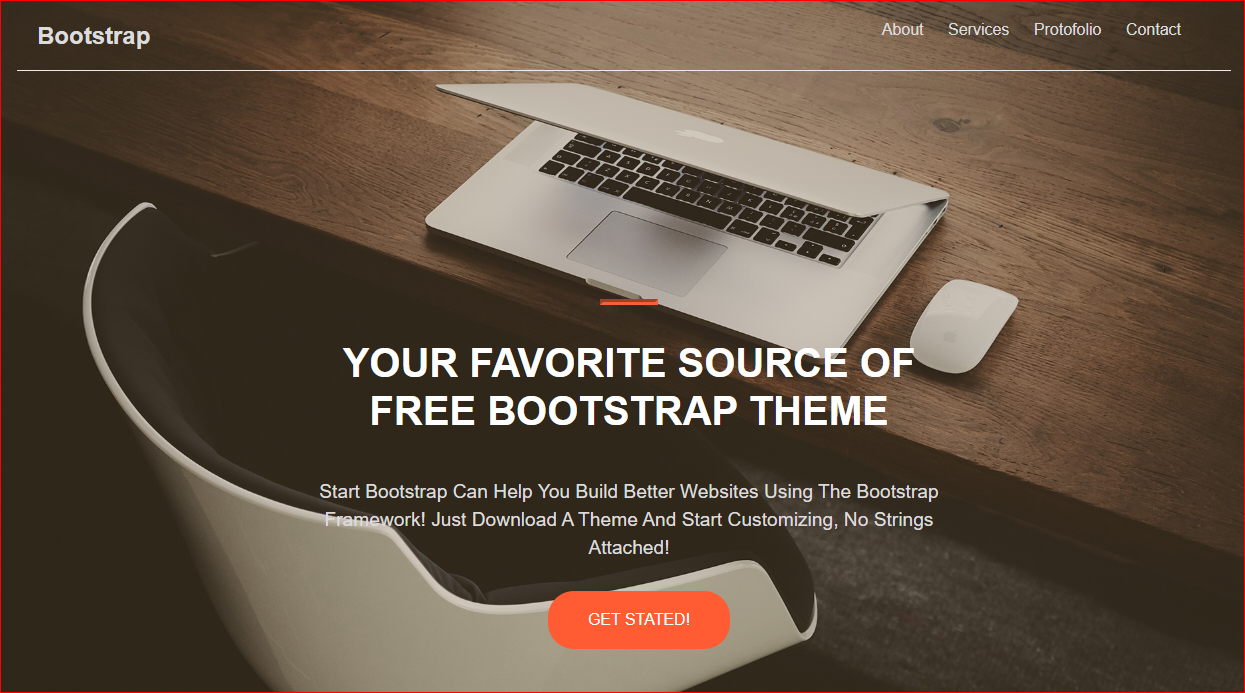 Bootstrap
About Services Protofolio Contact
YOUR FAVORITE SOURCE OF
FREE BOOTSTRAP THEME
Start Bootstrap Can Help You Build Better Websites Using The Bootstrap
Framework! Just Download A Theme And Start Customizing, No Strings
Attached!
GET STATED!